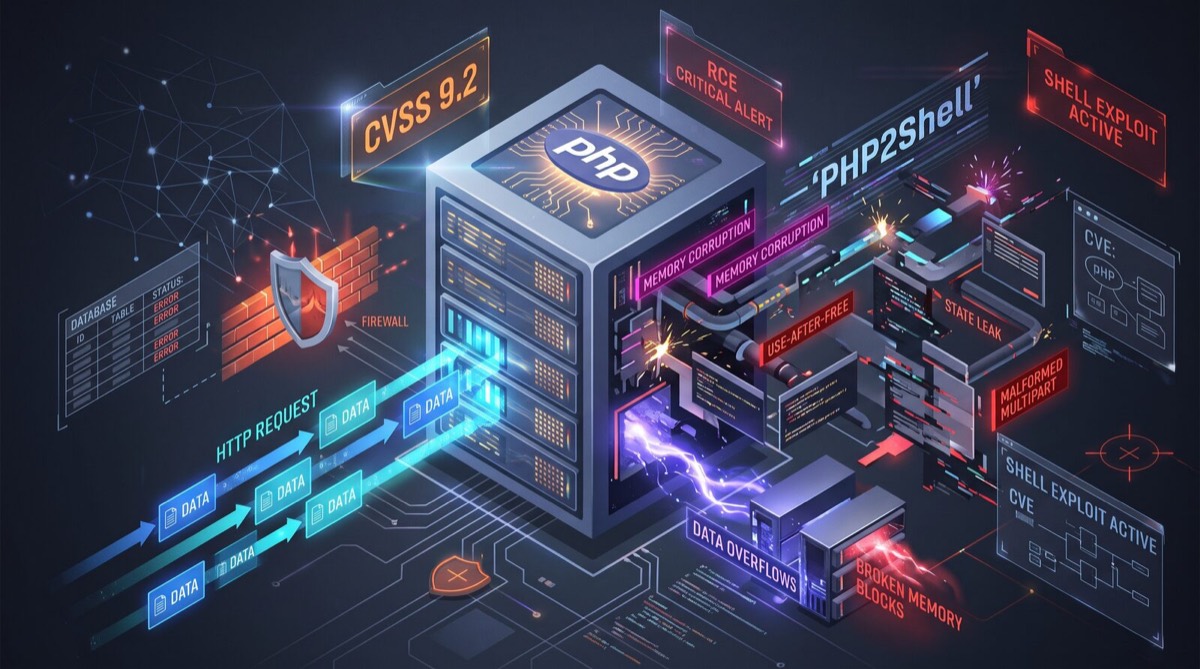 CVSS 9.2
RCE
CRITICAL ALERT
'PHP2Shell'
SHELL EXPLOIT
ACTIVE
php
MEMORY CORRUPTION
MEMORY CORRUPTION
CVE:
php
DATABASE
TABLE
STATUS:
ID
ERROR
ERROR
ERROR
ERROR
FIREWALL
USE-AFTER-FREE
STATE LEAK
MALFORMED
MULTIPART
HTTP REQUEST
DATA
DATA
DATA
DATA
DATA
DATA
DATA
SHELL EXPLOIT ACTIVE
CVE
DATA OVERFLOWS
BROKEN MEMORY
BLOCKS